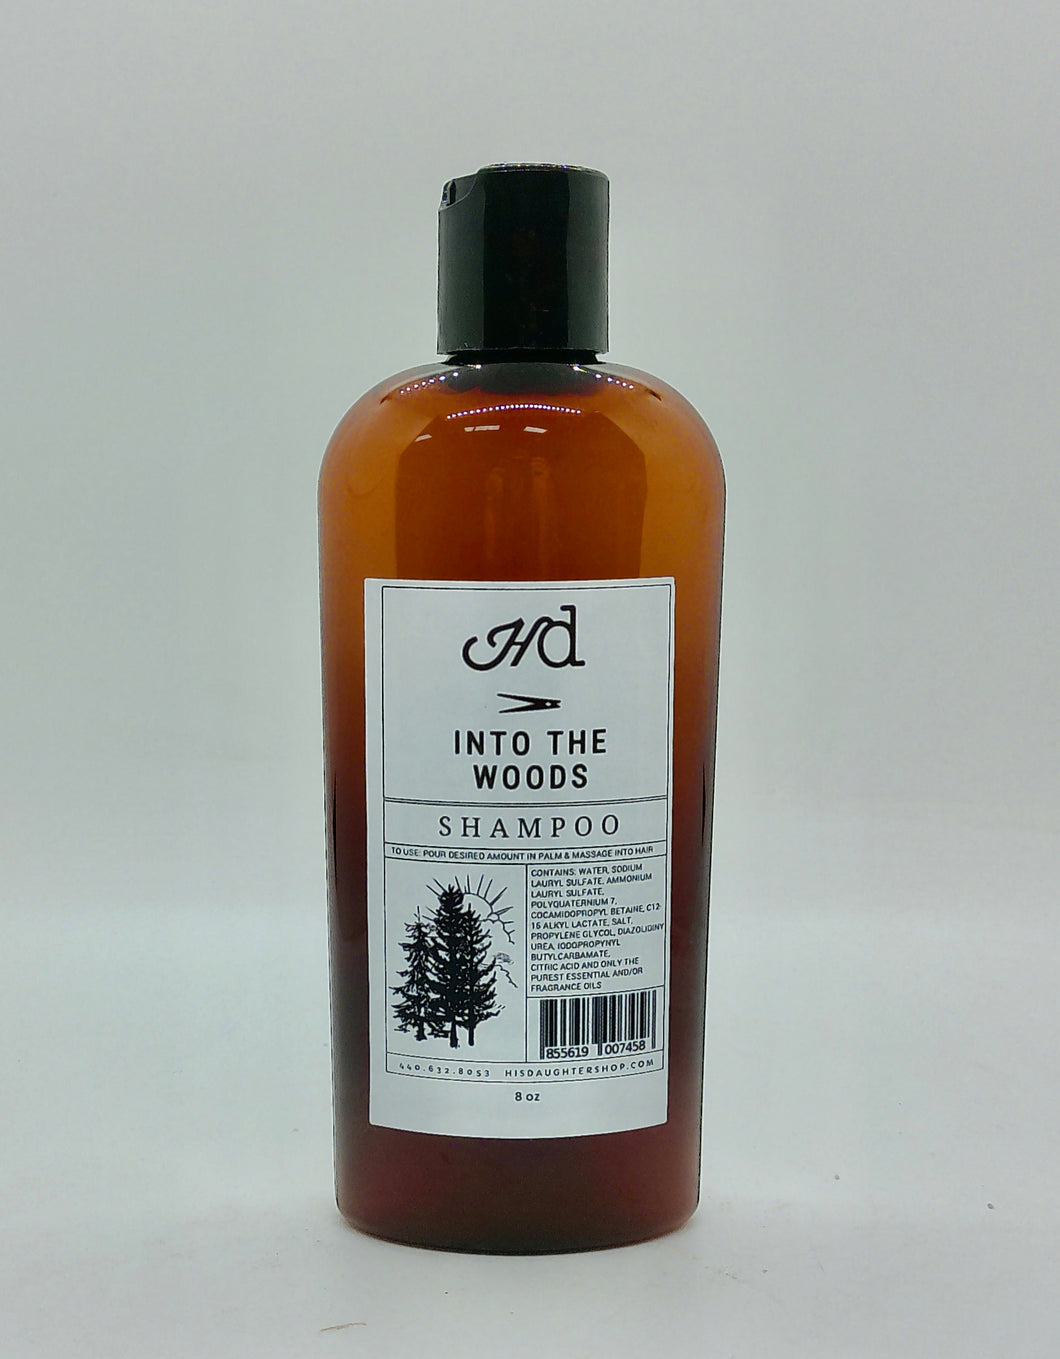 Hd
INTO THE
WOODS
SHAMPOO
TO USE: POUR DESIRED AMOUNT IN PALM & MASSAGE INTO HAIR
CONTAINS: WATER, SODIUM
LAURYL SULFATE, AMMONIUM
LAURYL SULFATE,
POLYQUATERNIUM 7,
COCAMIDOPROPYL BETAINE, C12-
16 ALKYL LACTATE, SALT,
PROPYLENE GLYCOL, DIAZOLIDINY
UREA, IODOPROPYNYL
BUTYLCARBAMATE,
CITRIC ACID AND ONLY THE
PUREST ESSENTIAL AND/OR
FRAGRANCE OILS
855619 007458
440.632.8053 HISDAUGHTERSHOP.COM
8 oz